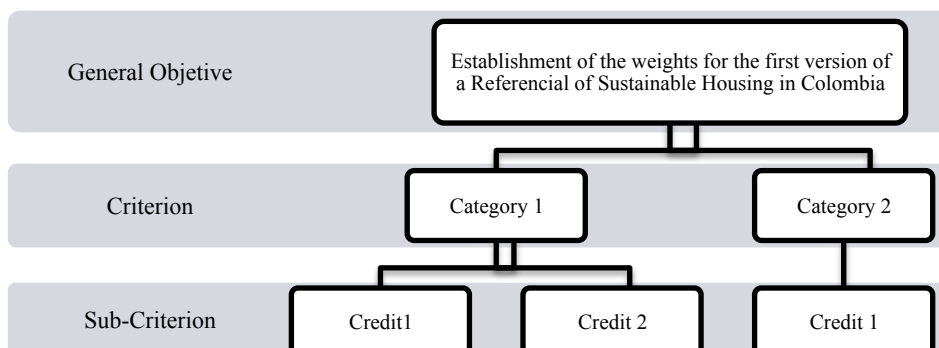 General Objetive
Establishment of the weights for the first version of
a Referencial of Sustainable Housing in Colombia
Criterion
Category 1
Category 2
Sub-Criterion
Credit1
Credit 2
Credit 1